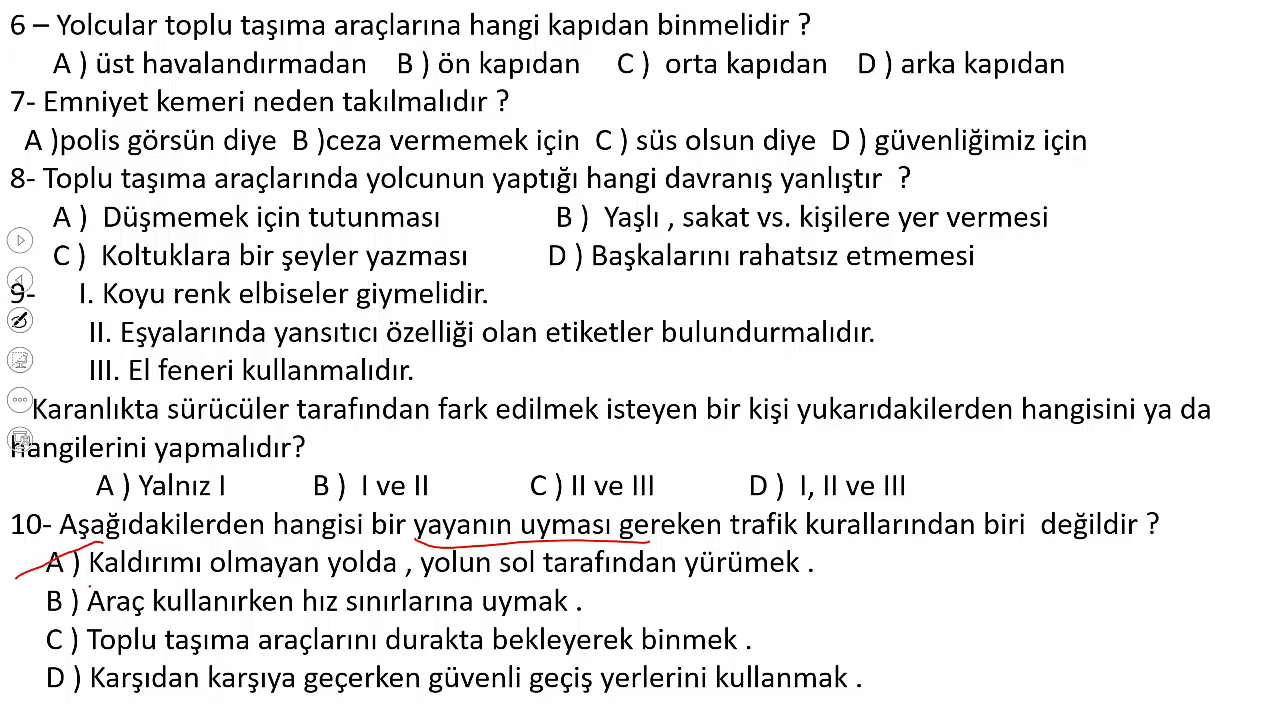 6 – Yolcular toplu taşıma araçlarına hangi kapıdan binmelidir ?
A ) üst havalandırmadan B ) ön kapıdan C ) orta kapıdan D ) arka kapıdan
7- Emniyet kemeri neden takılmalıdır ?
A )polis görsün diye B )ceza vermemek için C ) süs olsun diye D ) güvenliğimiz için
8- Toplu taşıma araçlarında yolcunun yaptığı hangi davranış yanlıştır ?
A ) Düşmemek için tutunması B ) Yaşlı , sakat vs. kişilere yer vermesi
C ) Koltuklara bir şeyler yazması D ) Başkalarını rahatsız etmemesi
9- I. Koyu renk elbiseler giymelidir.
II. Eşyalarında yansıtıcı özelliği olan etiketler bulundurmalıdır.
III. El feneri kullanmalıdır.
Karanlıkta sürücüler tarafından fark edilmek isteyen bir kişi yukarıdakilerden hangisini ya da
hangilerini yapmalıdır?
A ) Yalnız I B ) I ve II C ) II ve III D ) I, II ve III
10- Aşağıdakilerden hangisi bir yayanın uyması gereken trafik kurallarından biri değildir ?
A ) Kaldırımı olmayan yolda , yolun sol tarafından yürümek .
B ) Araç kullanırken hız sınırlarına uymak .
C ) Toplu taşıma araçlarını durakta bekleyerek binmek .
D ) Karşıdan karşıya geçerken güvenli geçiş yerlerini kullanmak .